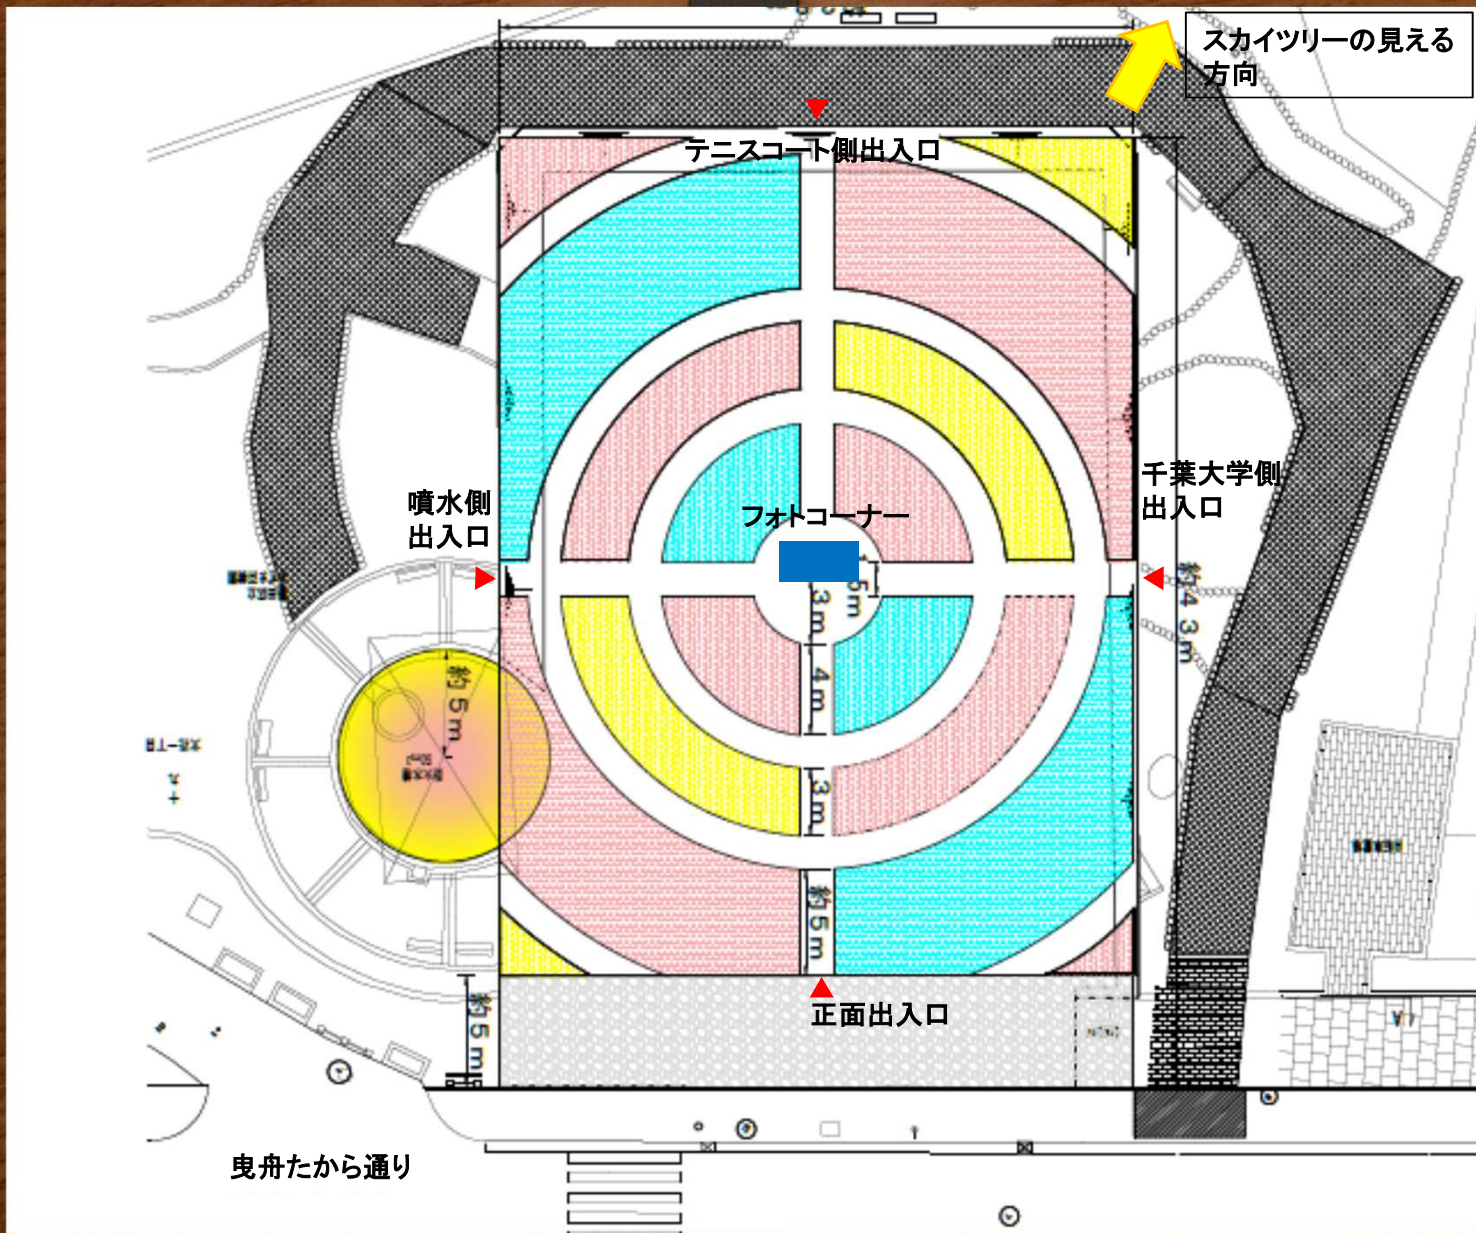 スカイツリーの見える
方向
テニスコート側出入口
千葉大学側
出入口
噴水側
出入口
フォトコーナー
5m
3m
約43m
4m
約5m
3m
約5m
正面出入口
約5m
曳舟たから通り